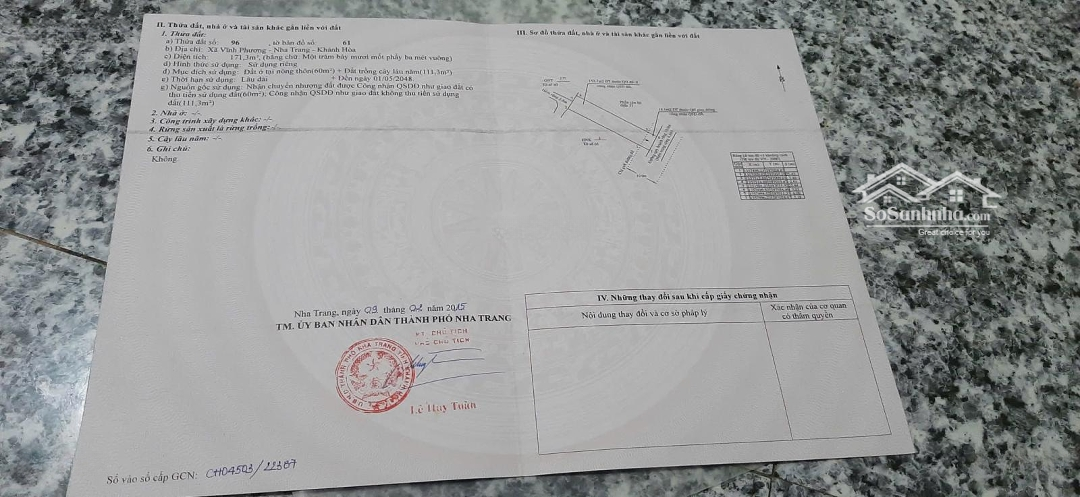 II. Thửa đất, nhà ở và tài sản khác gắn liền với đất
1. Thửa đất:
a) Thửa đất số: 96 , tờ bản đồ số: 61
b) Địa chỉ: Xã Vĩnh Phương - Nha Trang - Khánh Hòa
c) Diện tích: 171,3m², (bằng chữ: Một trăm bảy mươi mốt phẩy ba mét vuông)
d) Hình thức sử dụng: Sử dụng riêng
đ) Mục đích sử dụng: Đất ở tại nông thôn(60m²) + Đất trồng cây lâu năm(111,3m²)
e) Thời hạn sử dụng: Lâu dài + Đến ngày 01/05/2048.
g) Nguồn gốc sử dụng: Nhận chuyển nhượng đất được Công nhận QSDĐ như giao đất có
thu tiền sử dụng đất(60m²); Công nhận QSDĐ như giao đất không thu tiền sử dụng
đất(111,3m²)
2. Nhà ở: -/-
3. Công trình xây dựng khác: -/-
4. Rừng sản xuất là rừng trồng: -/-
5. Cây lâu năm: -/-
6. Ghi chú:
Không.
Nha Trang, ngày 09 tháng 02 năm 2015
TM. ỦY BAN NHÂN DÂN THÀNH PHỐ NHA TRANG
KT. CHỦ TỊCH
PHÓ CHỦ TỊCH
Lê Huy Toàn
Số vào sổ cấp GCN: CH04503/22387
III. Sơ đồ thửa đất, nhà ở và tài sản khác gắn liền với đất
SoSanhnha.com
Great choice for you
IV. Những thay đổi sau khi cấp giấy chứng nhận
Nội dung thay đổi và cơ sở pháp lý
Xác nhận của cơ quan
có thẩm quyền